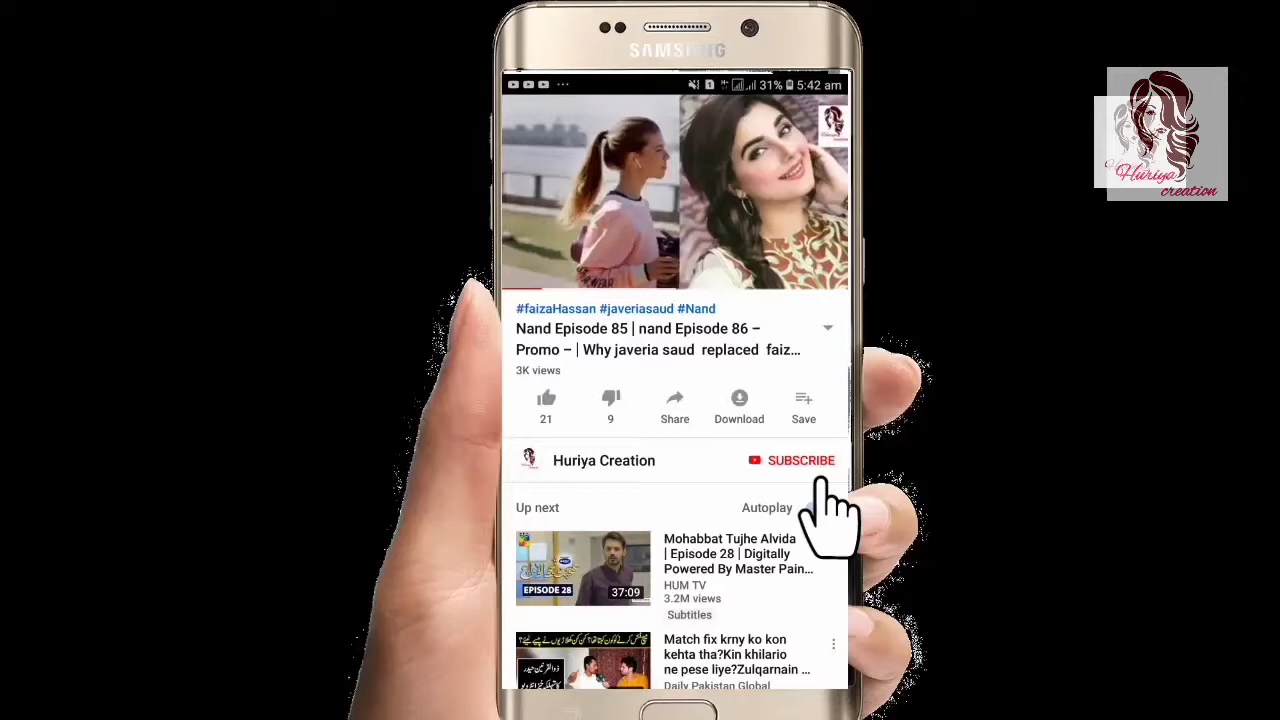 SAMSUNG
31% 5:42 am
Huriya
creation
#faizaHassan #javeriasaud #Nand
Nand Episode 85 | nand Episode 86 –
Promo – | Why javeria saud replaced faiz...
3K views
21
9
Share
Download
Save
Huriya Creation
SUBSCRIBE
Up next
Autoplay
Mohabbat Tujhe Alvida
| Episode 28 | Digitally
Powered By Master Pain...
HUM TV
3.2M views
Subtitles
EPISODE 28
37:09
Match fix krny ko kon
kehta tha?Kin khilario
ne pese liye?Zulqarnain ...
Daily Pakistan Global